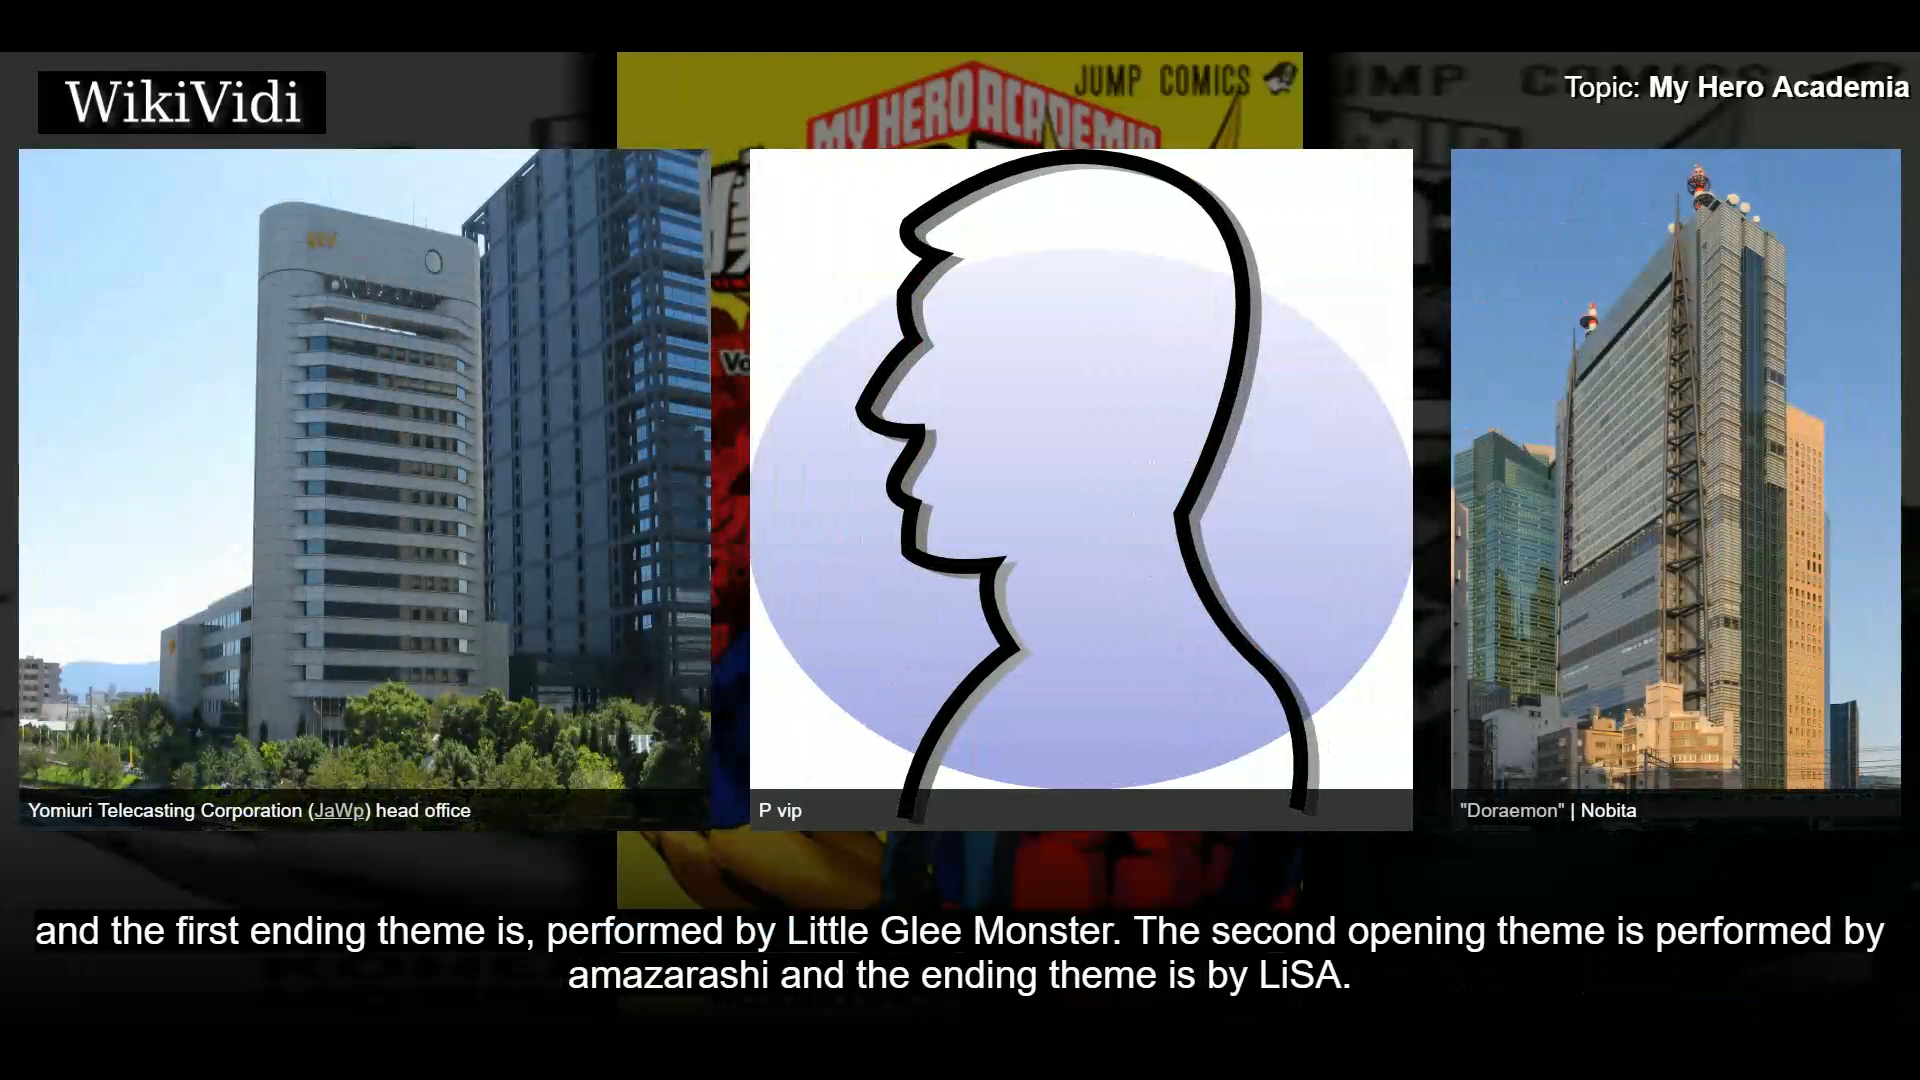 WikiVidi
JUMP COMICS
Topic: My Hero Academia
MY HERO ACADEMIA
ytv
Vo
Yomiuri Telecasting Corporation (JaWp) head office
P vip
"Doraemon" | Nobita
and the first ending theme is, performed by Little Glee Monster. The second opening theme is performed by
amazarashi and the ending theme is by LiSA.